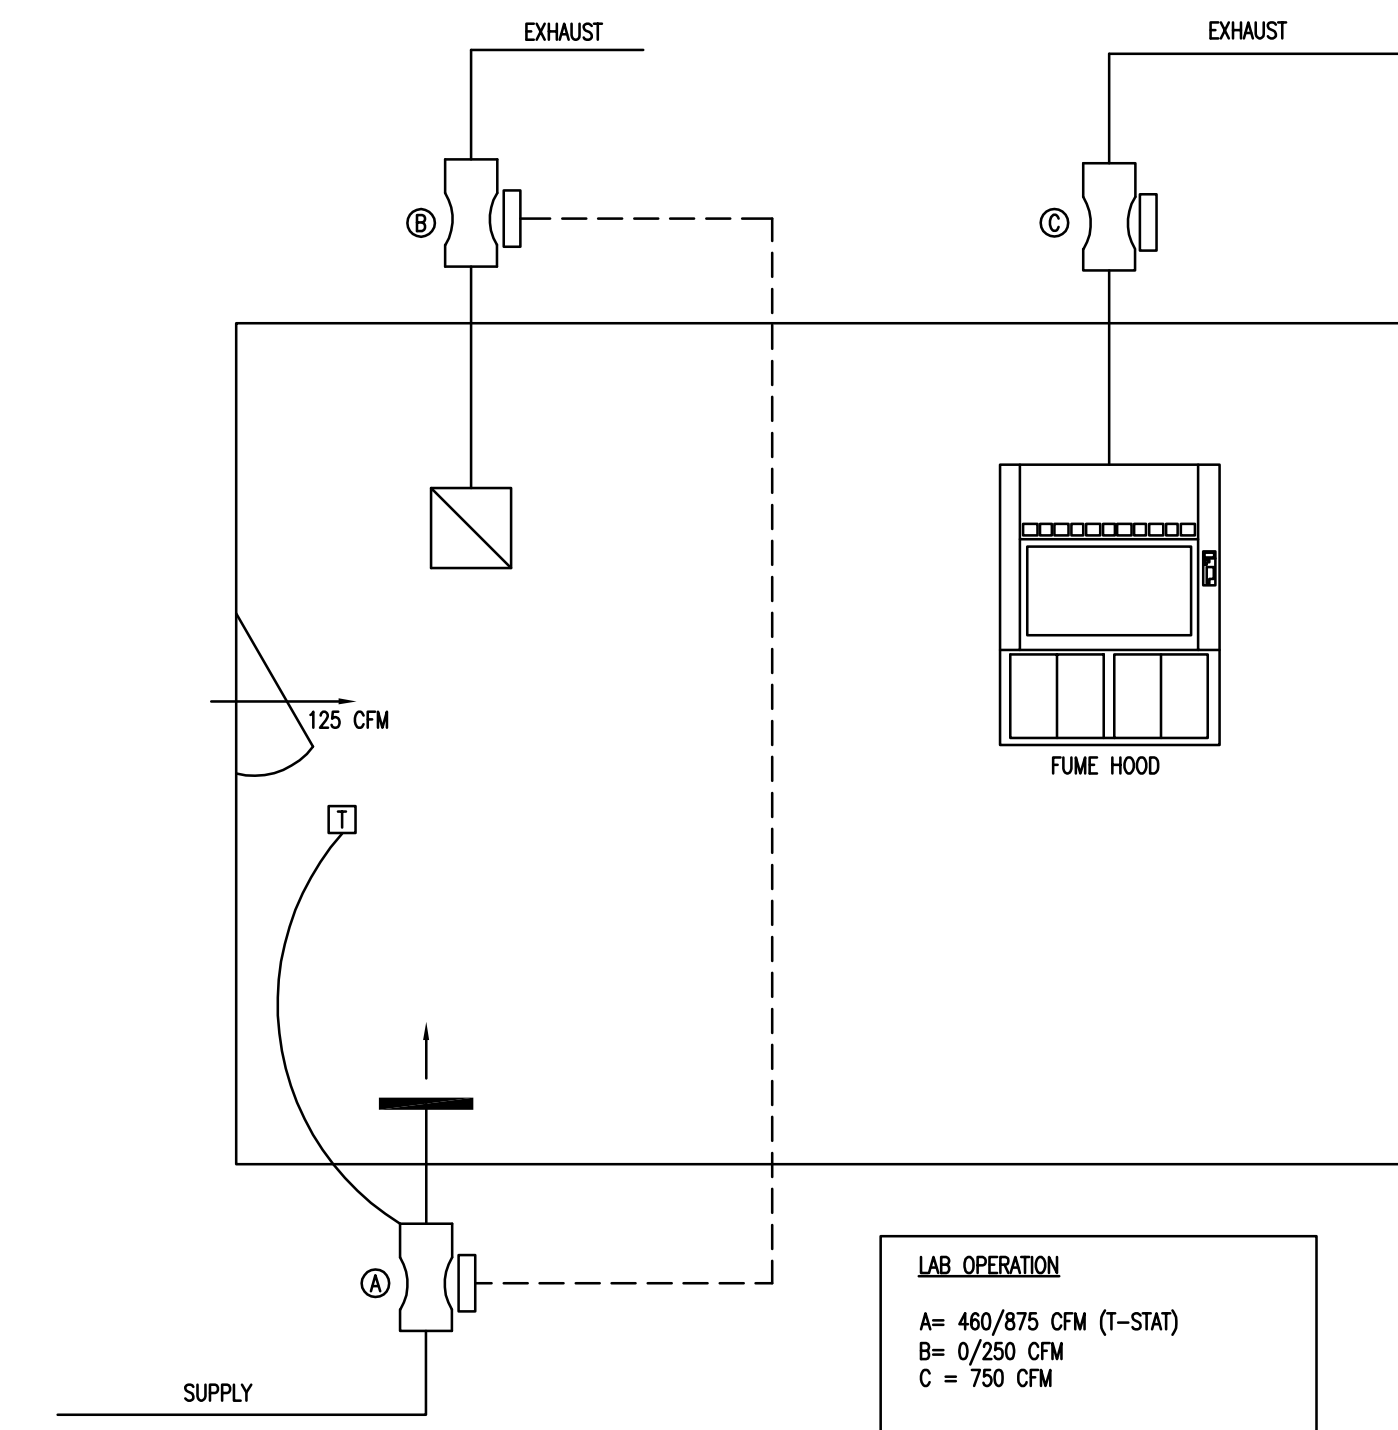 EXHAUST
EXHAUST
B
C
125 CFM
FUME HOOD
T
A
SUPPLY
LAB OPERATION
A= 460/875 CFM (T-STAT)
B= 0/250 CFM
C = 750 CFM